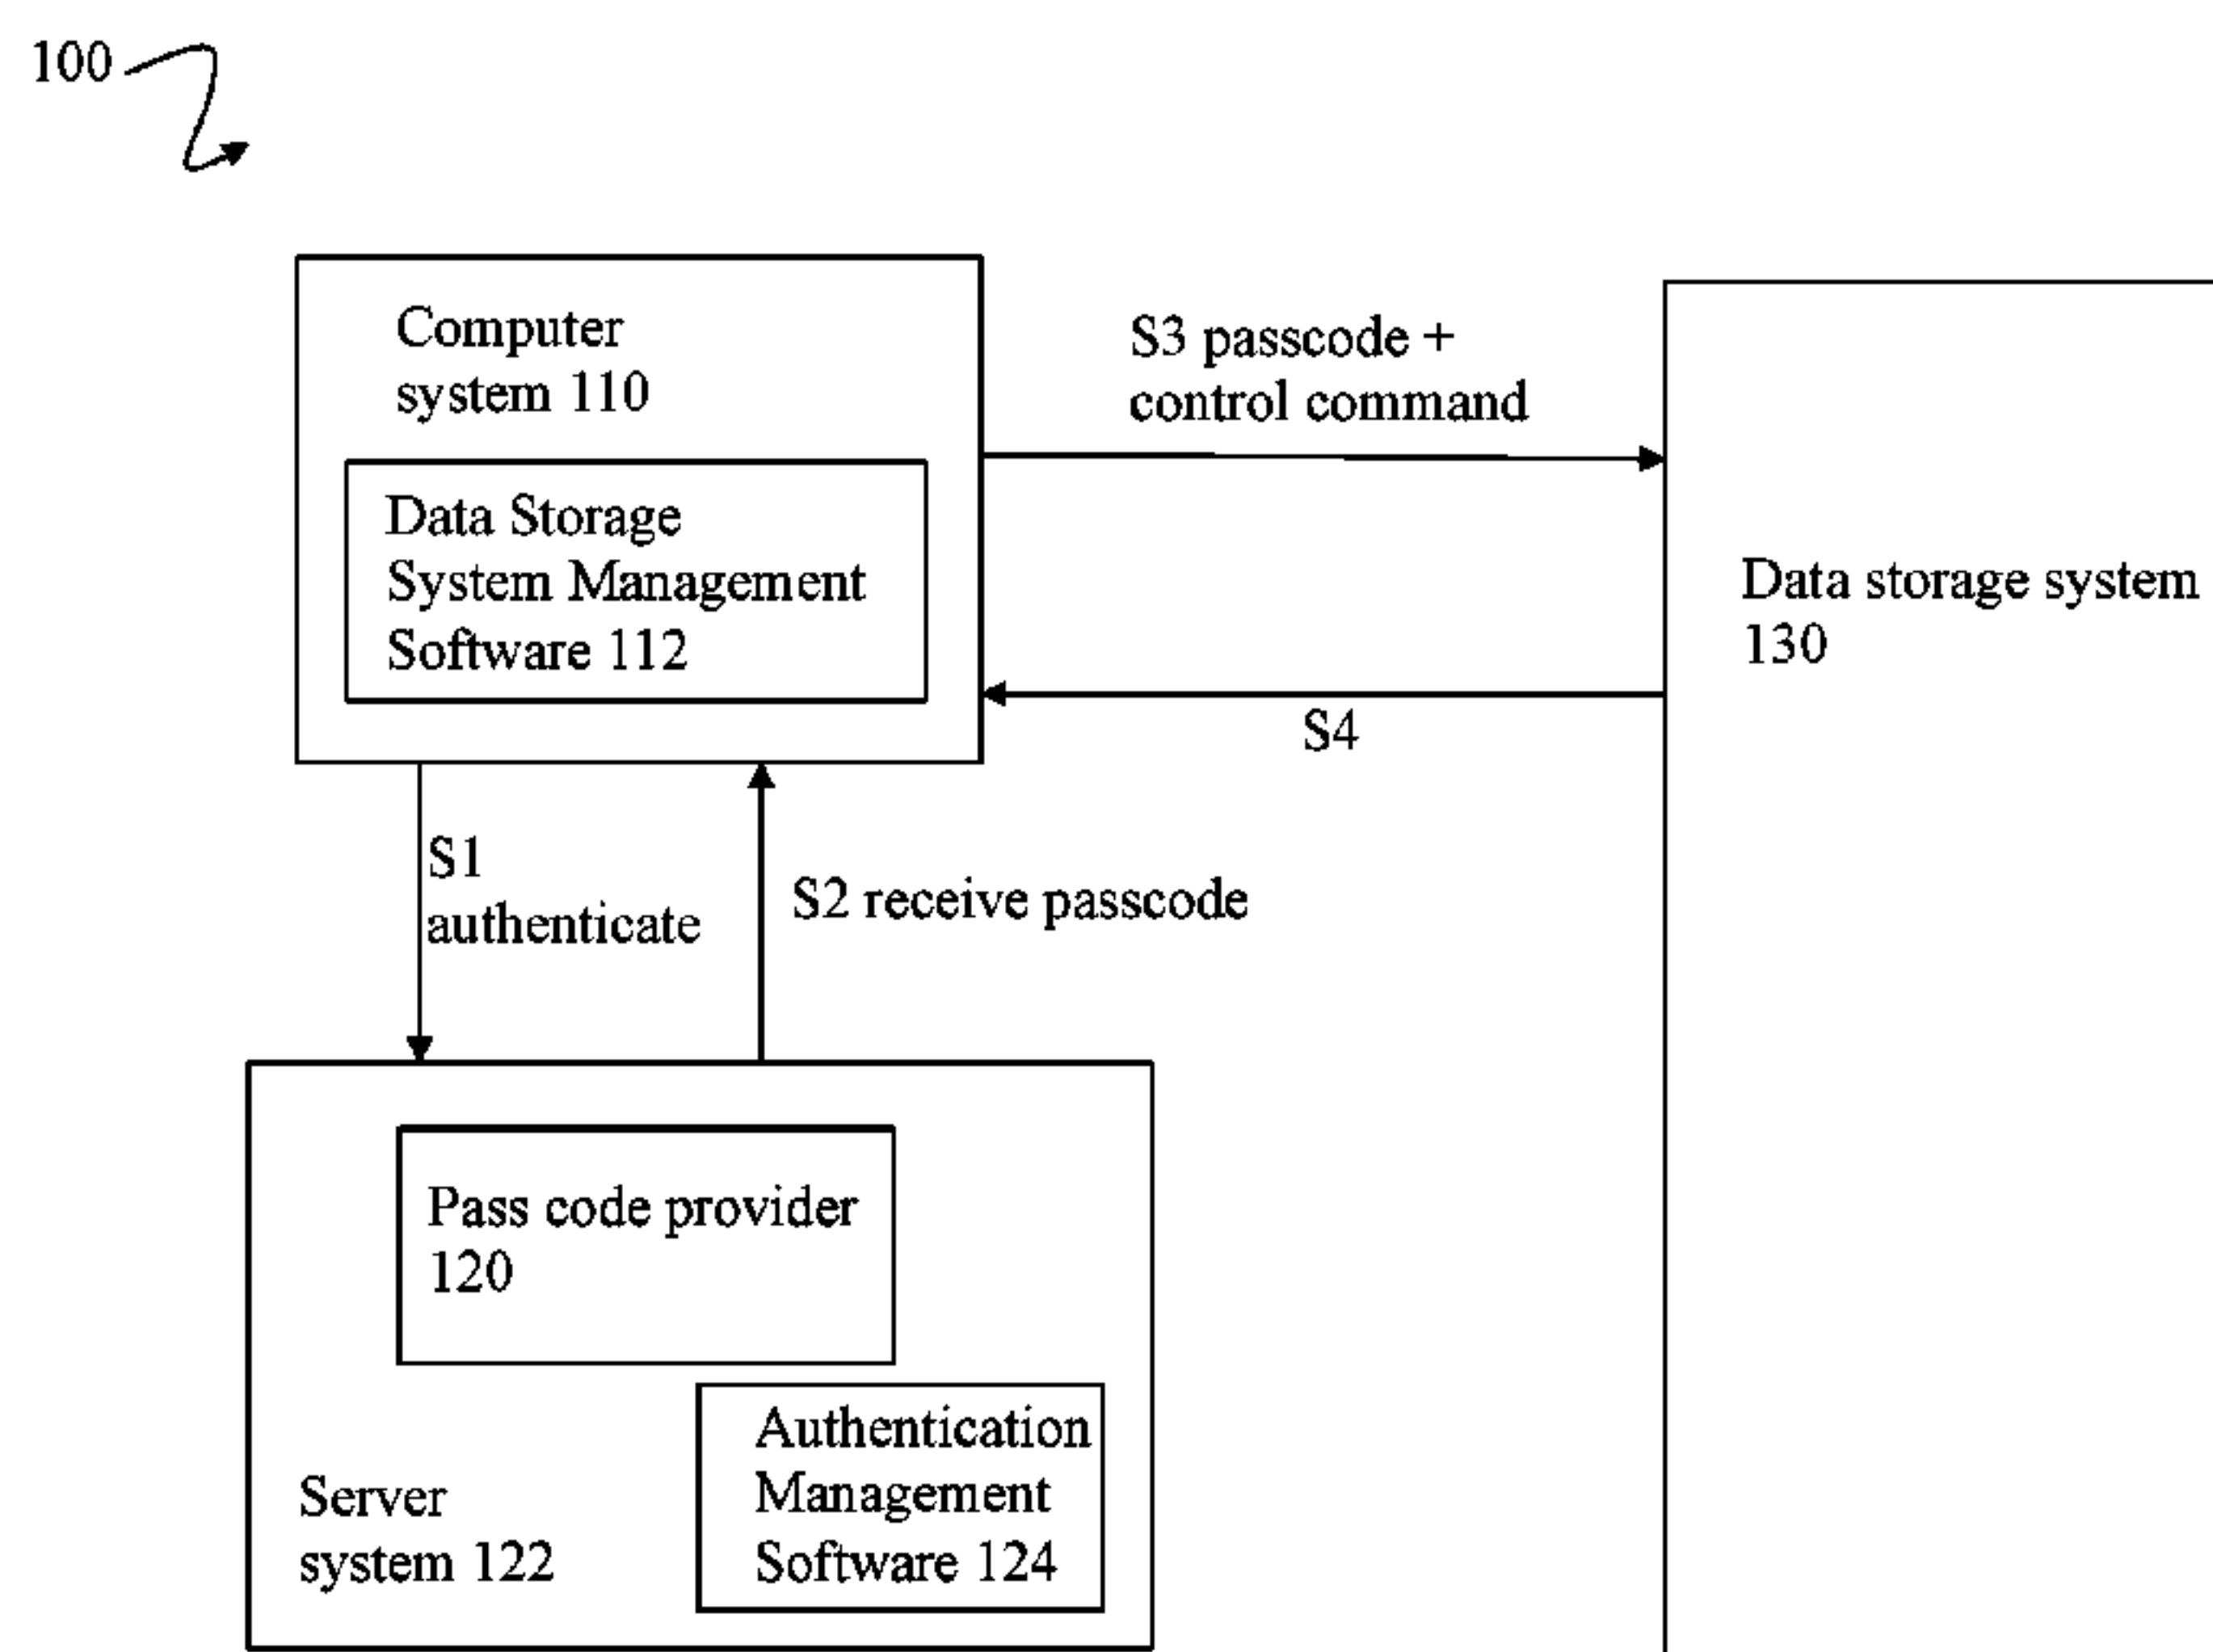 100
Computer
system 110
Data Storage
System Management
Software 112
S3 passcode +
control command
Data storage system
130
S4
S1
authenticate
S2 receive passcode
Pass code provider
120
Authentication
Management
Software 124
Server
system 122